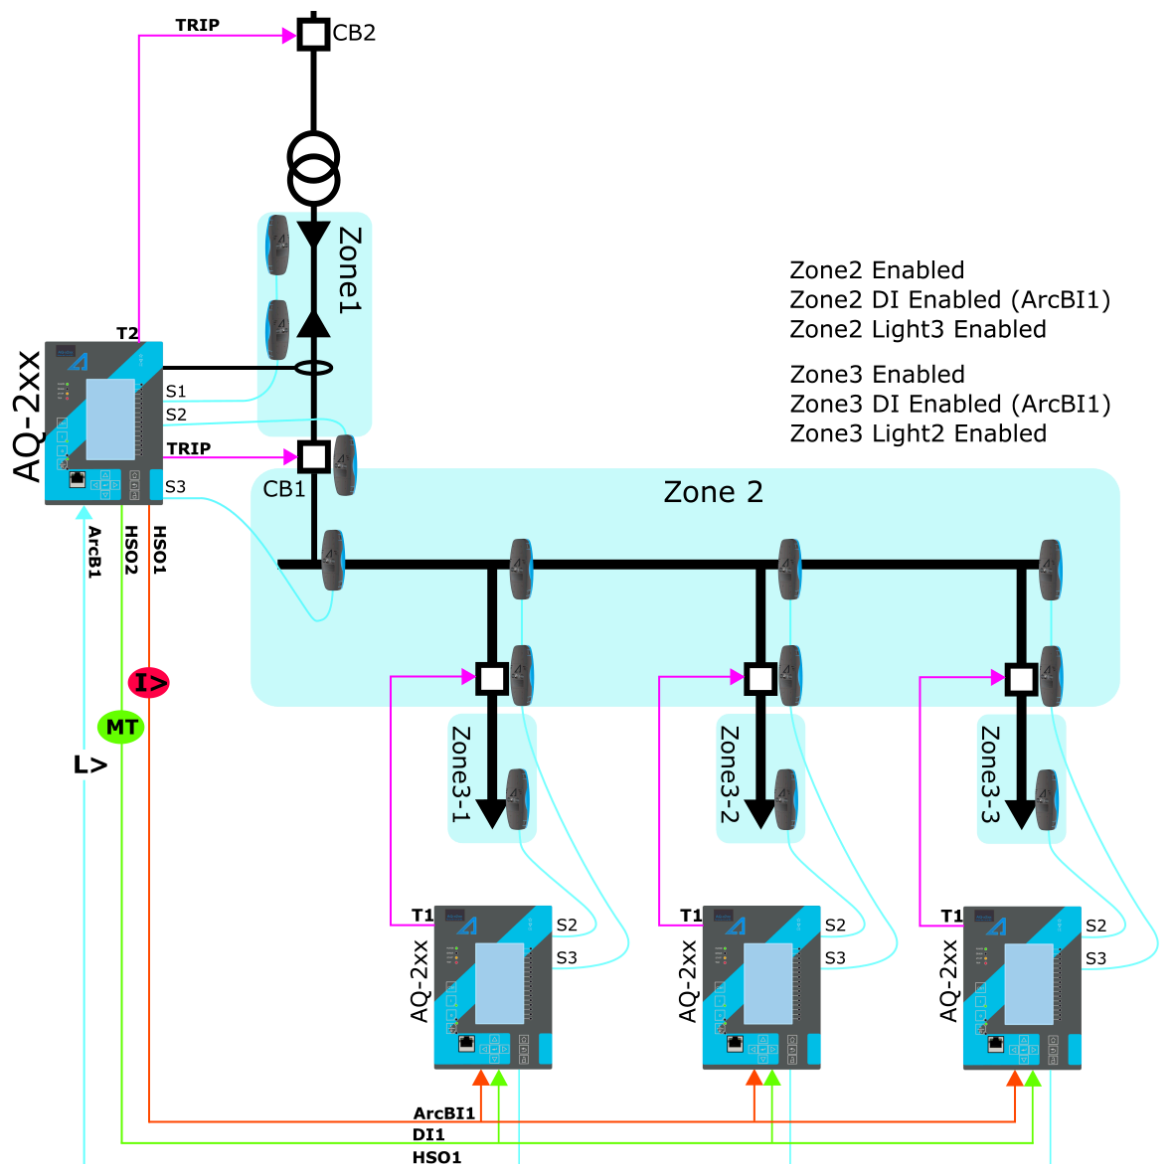 TRIP
CB2
Zone1
Zone2 Enabled
Zone2 DI Enabled (ArcBI1)
Zone2 Light3 Enabled
Zone3 Enabled
Zone3 DI Enabled (ArcBI1)
Zone3 Light2 Enabled
T2
AQ-2xx
S1
S2
TRIP
S3
CB1
Zone 2
ArcB1
HSO2
HSO1
I>
MT
L>
Zone3-1
Zone3-2
Zone3-3
T1
S2
S3
AQ-2xx
T1
S2
S3
AQ-2xx
T1
S2
S3
AQ-2xx
ArcBI1
DI1
HSO1